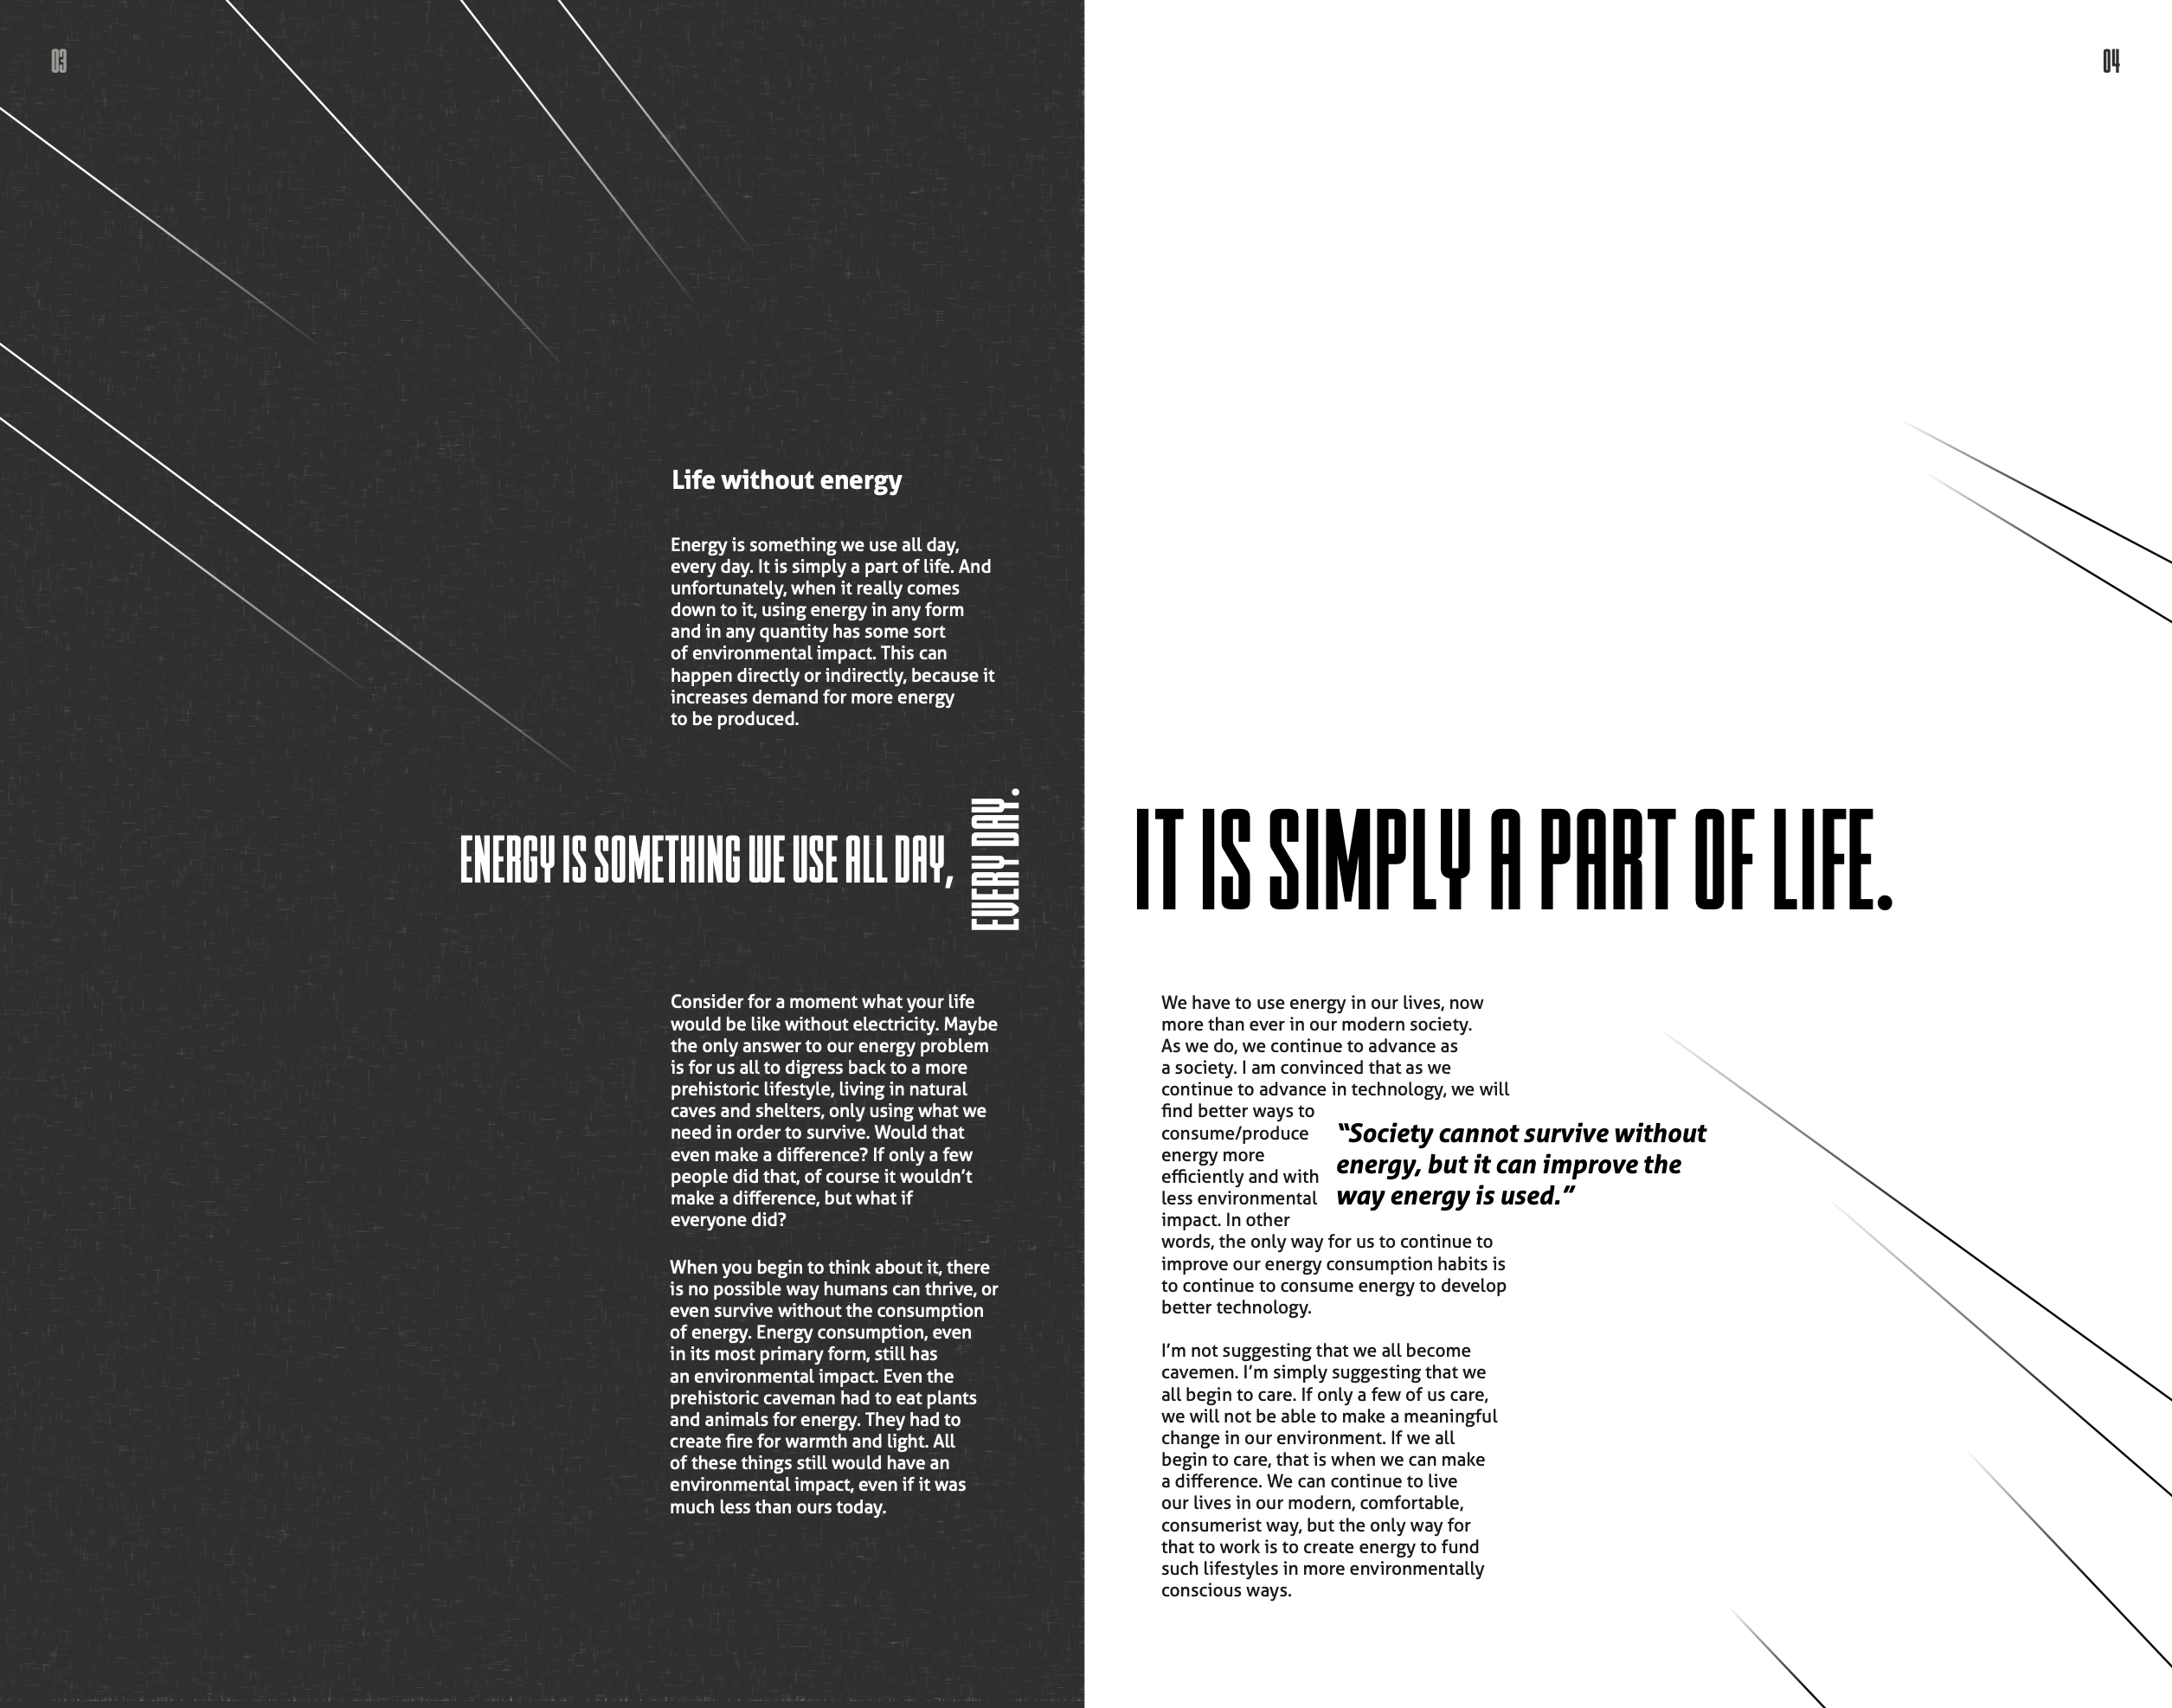 03
Life without energy
Energy is something we use all day,
every day. It is simply a part of life. And
unfortunately, when it really comes
down to it, using energy in any form
and in any quantity has some sort
of environmental impact. This can
happen directly or indirectly, because it
increases demand for more energy
to be produced.
ENERGY IS SOMETHING WE USE ALL DAY,
EVERY DAY.
Consider for a moment what your life
would be like without electricity. Maybe
the only answer to our energy problem
is for us all to digress back to a more
prehistoric lifestyle, living in natural
caves and shelters, only using what we
need in order to survive. Would that
even make a difference? If only a few
people did that, of course it wouldn't
make a difference, but what if
everyone did?
When you begin to think about it, there
is no possible way humans can thrive, or
even survive without the consumption
of energy. Energy consumption, even
in its most primary form, still has
an environmental impact. Even the
prehistoric caveman had to eat plants
and animals for energy. They had to
create fire for warmth and light. All
of these things still would have an
environmental impact, even if it was
much less than ours today.
04
IT IS SIMPLY A PART OF LIFE.
We have to use energy in our lives, now
more than ever in our modern society.
As we do, we continue to advance as
a society. I am convinced that as we
continue to advance in technology, we will
find better ways to
consume/produce
energy more
efficiently and with
less environmental
impact. In other
words, the only way for us to continue to
improve our energy consumption habits is
to continue to consume energy to develop
better technology.
“Society cannot survive without
energy, but it can improve the
way energy is used.”
I'm not suggesting that we all become
cavemen. I'm simply suggesting that we
all begin to care. If only a few of us care,
we will not be able to make a meaningful
change in our environment. If we all
begin to care, that is when we can make
a difference. We can continue to live
our lives in our modern, comfortable,
consumerist way, but the only way for
that to work is to create energy to fund
such lifestyles in more environmentally
conscious ways.